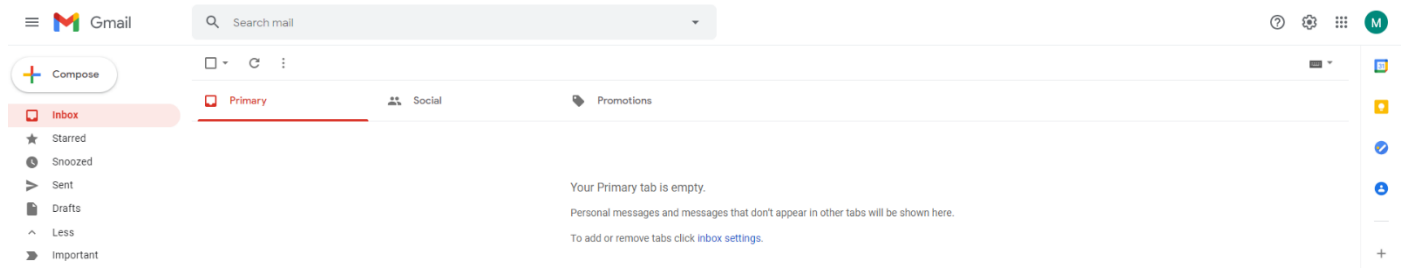 Gmail
Search mail
M
Compose
Primary
Social
Promotions
Inbox
Starred
Snoozed
Sent
Drafts
Less
Important
Your Primary tab is empty.
Personal messages and messages that don't appear in other tabs will be shown here.
To add or remove tabs click inbox settings.
31